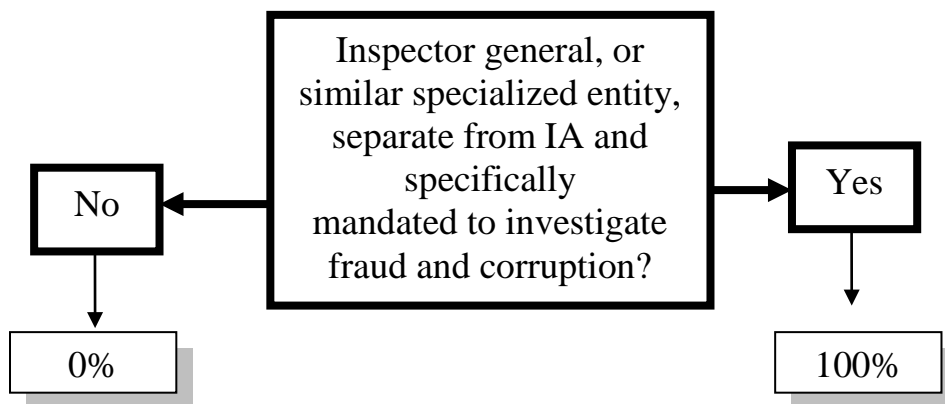 Inspector general, or
similar specialized entity,
separate from IA and
specifically
mandated to investigate
fraud and corruption?
No
Yes
0%
100%